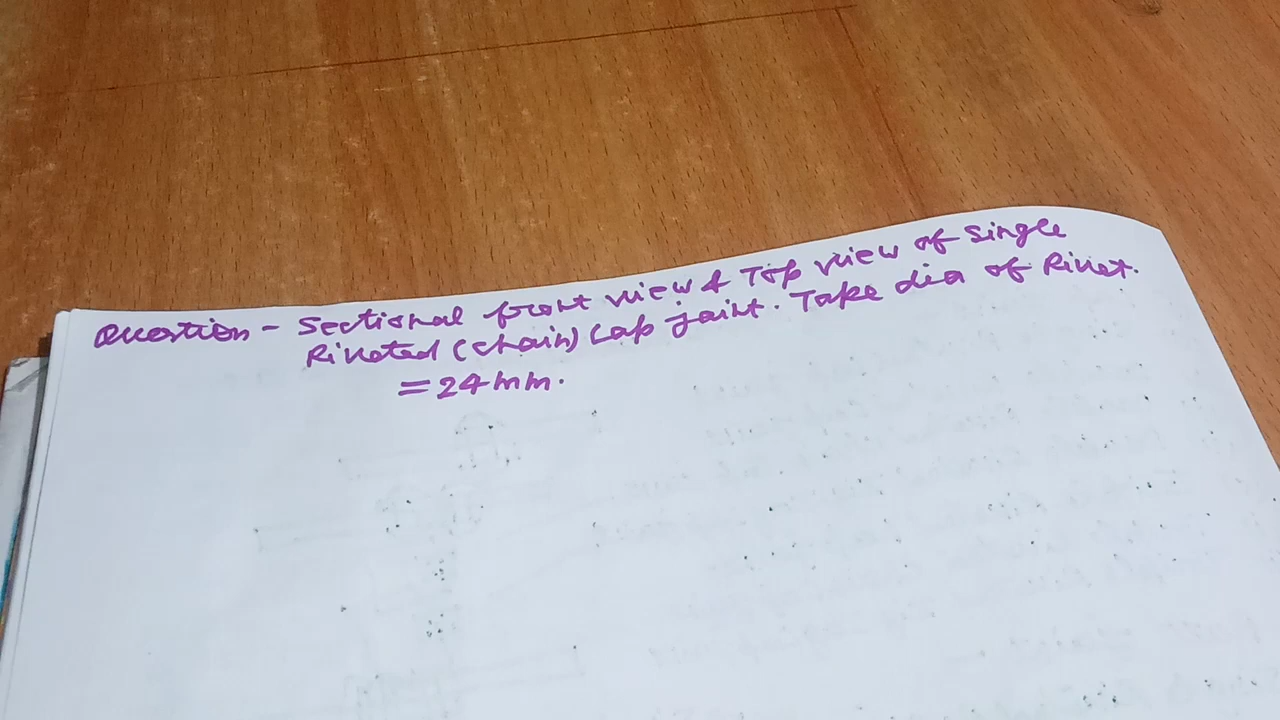 Question - Sectional front view & Top view of Single
Riveted (chain) Lap joint. Take dia of Rivet.
= 24 mm.